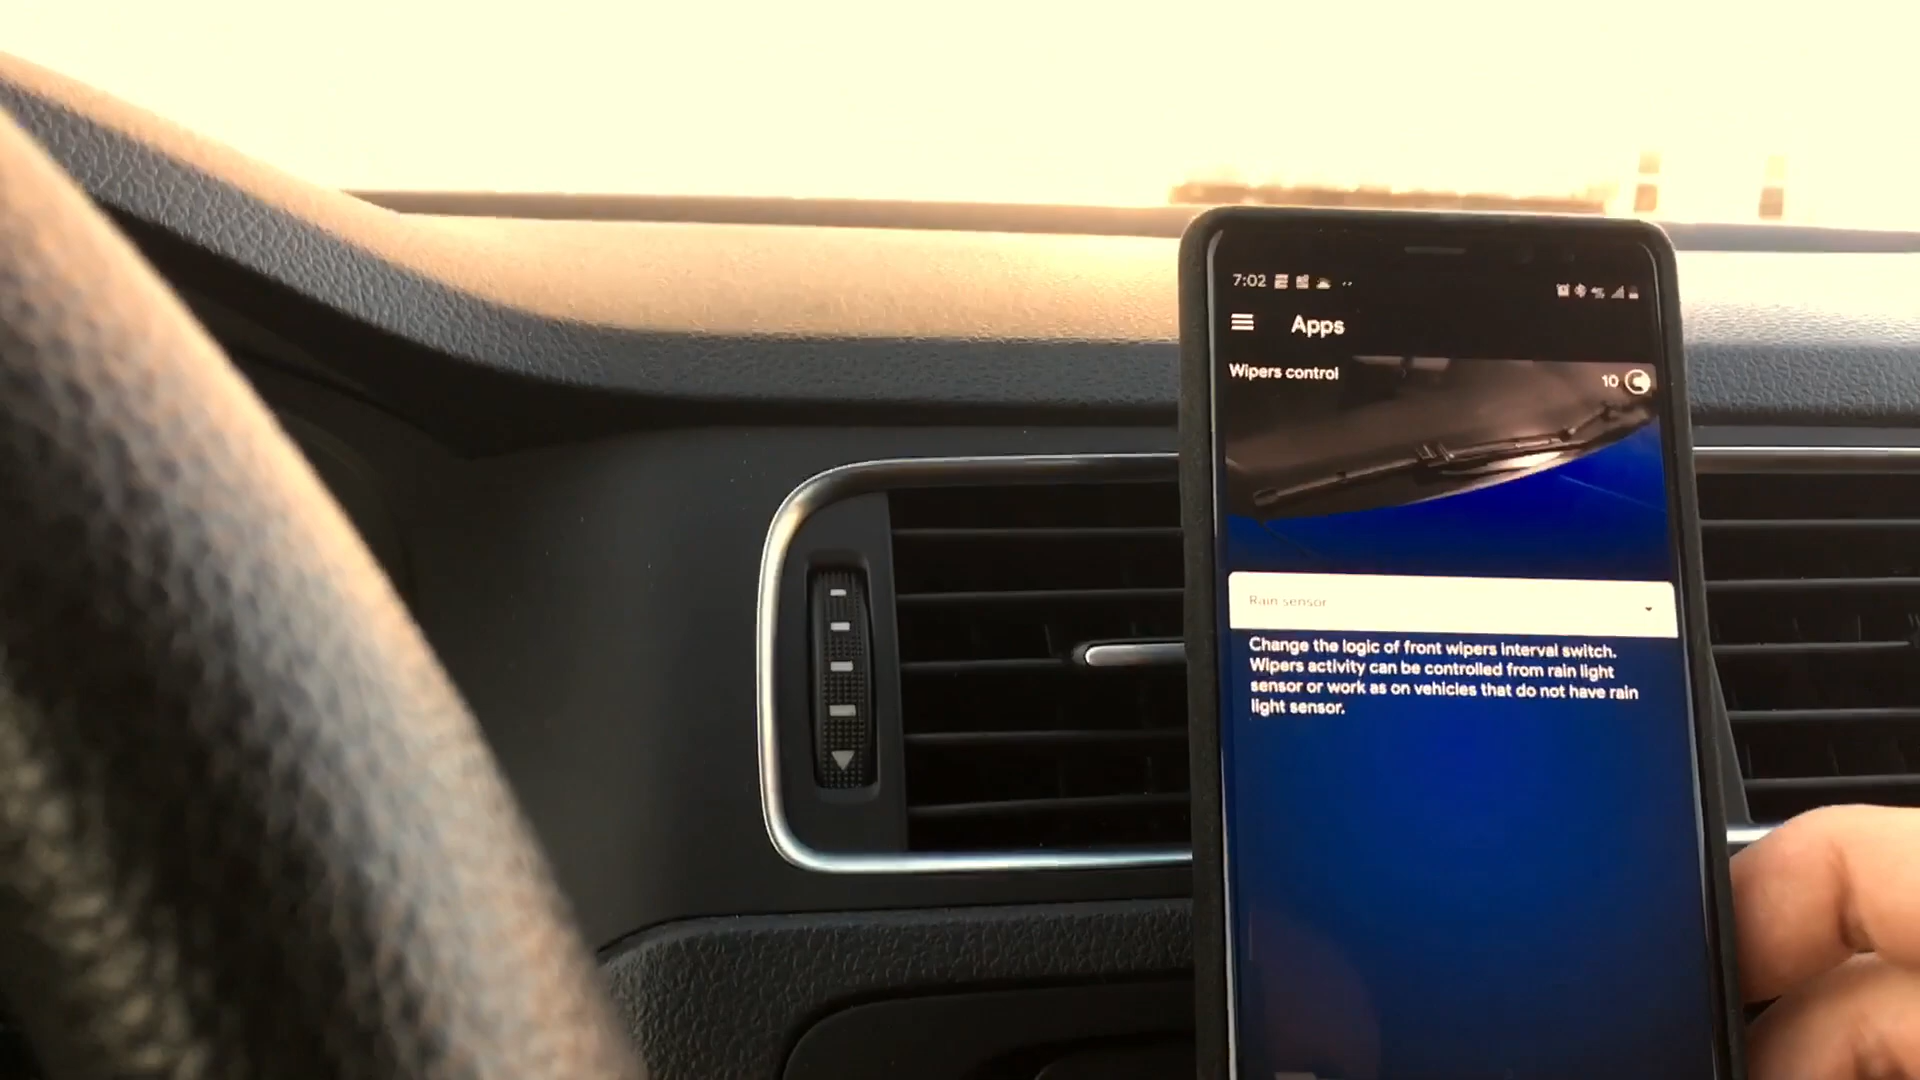 7:02
Apps
Wipers control
10
Rain sensor
Change the logic of front wipers interval switch.
Wipers activity can be controlled from rain light
sensor or work as on vehicles that do not have rain
light sensor.